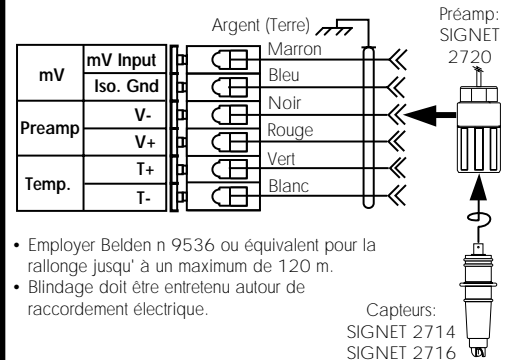 Argent (Terre)
Préamp:
SIGNET
2720
mV
mV Input
Marron
Iso. Gnd
Bleu
Preamp
V-
Noir
V+
Rouge
Temp.
T+
Vert
T-
Blanc
• Employer Belden n 9536 ou équivalent pour la
rallonge jusqu' à un maximum de 120 m.
• Blindage doit être entretenu autour de
raccordement électrique.
Capteurs:
SIGNET 2714
SIGNET 2716